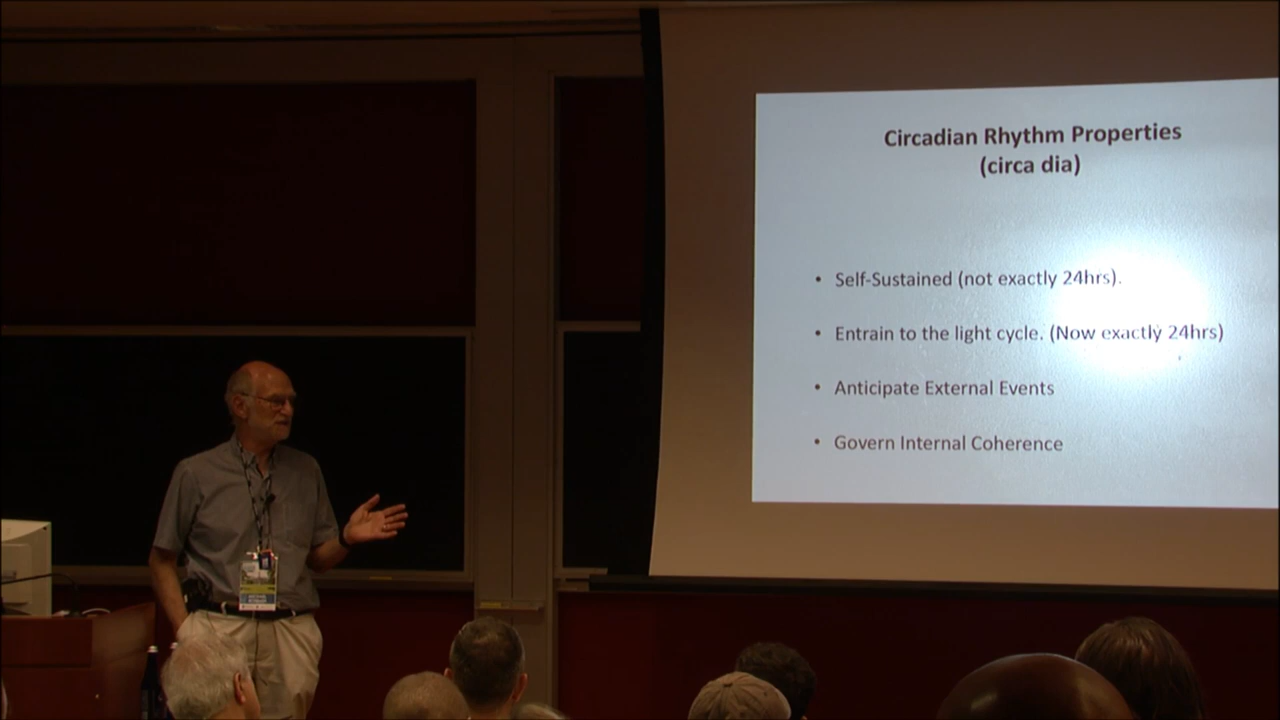 Circadian Rhythm Properties
(circa dia)
• Self-Sustained (not exactly 24hrs).
• Entrain to the light cycle. (Now exactly 24hrs)
• Anticipate External Events
• Govern Internal Coherence